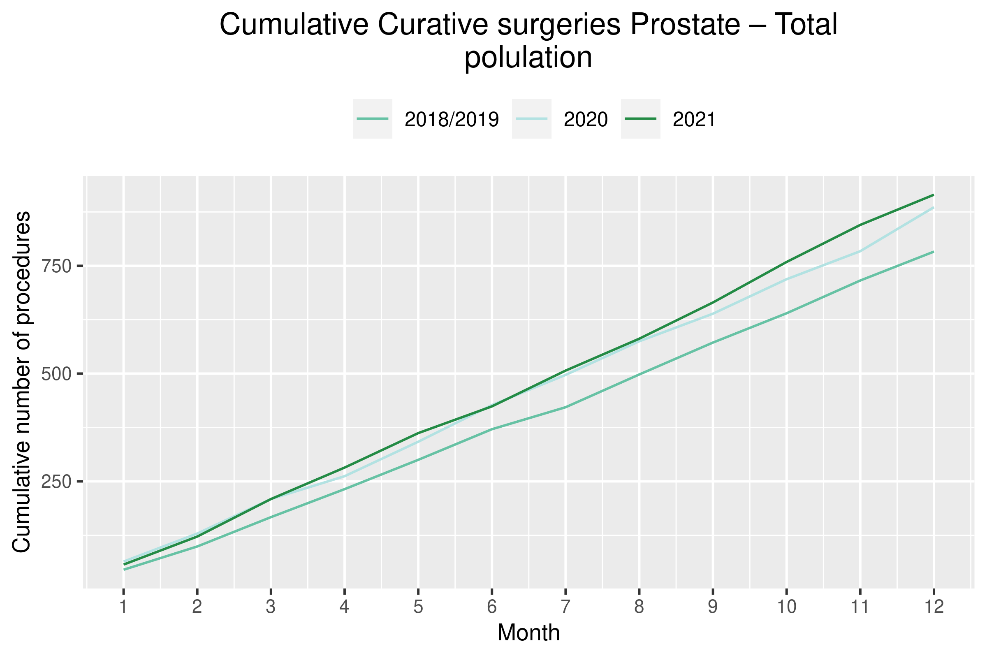 Cumulative Curative surgeries Prostate – Total
polulation
2018/2019 2020 2021
Cumulative number of procedures
750
500
250
1 2 3 4 5 6 7 8 9 10 11 12
Month